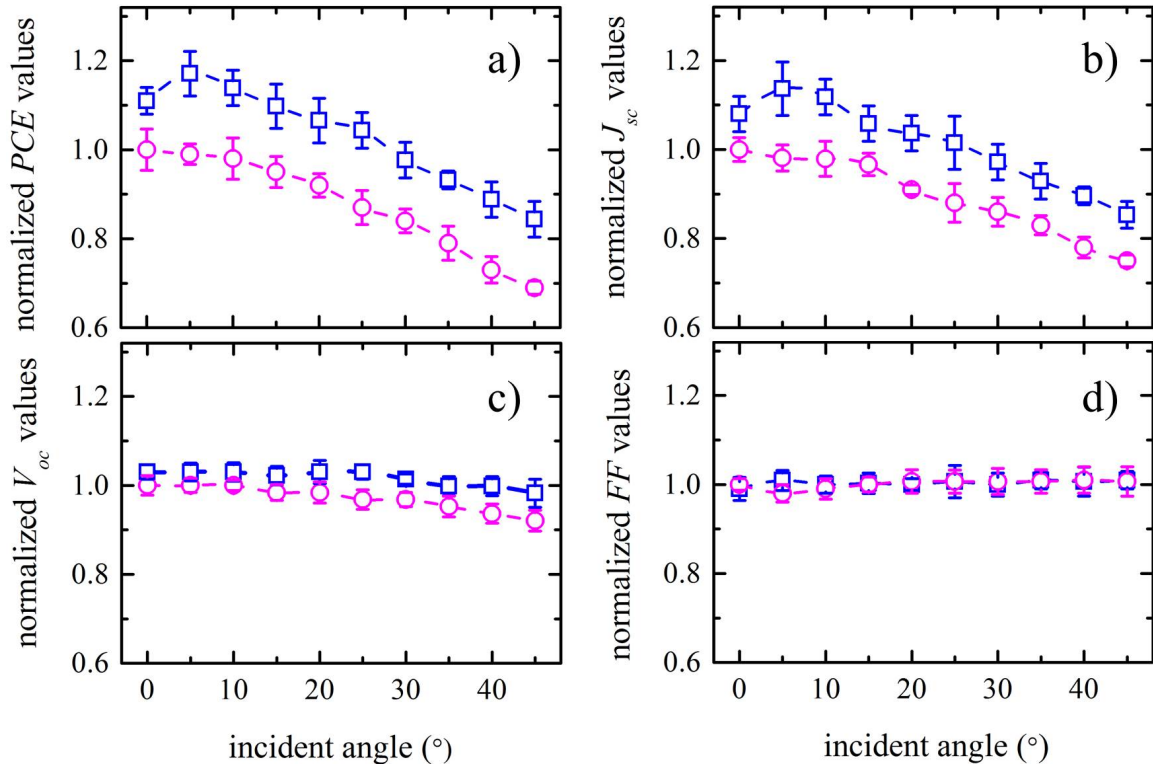 normalized PCE values
1.2
1.0
0.8
0.6
a)
normalized J_sc values
1.2
1.0
0.8
0.6
b)
normalized V_oc values
1.2
1.0
0.8
0.6
c)
0 10 20 30 40
incident angle (°)
normalized FF values
1.2
1.0
0.8
0.6
d)
0 10 20 30 40
incident angle (°)